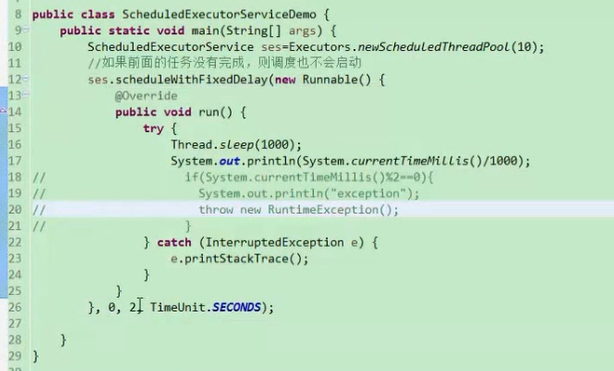 8 public class ScheduledExecutorServiceDemo {
9 public static void main(String[] args) {
10 ScheduledExecutorService ses=Executors.newScheduledThreadPool(10);
11 //如果前面的任务没有完成，则调度也不会启动
12 ses.scheduleWithFixedDelay(new Runnable() {
13 @Override
14 public void run() {
15 try {
16 Thread.sleep(1000);
17 System.out.println(System.currentTimeMillis()/1000);
18 // if(System.currentTimeMillis()%2==0){
19 // System.out.println("exception");
20 // throw new RuntimeException();
21 // }
22 } catch (InterruptedException e) {
23 e.printStackTrace();
24 }
25 }
26 }, 0, 2, TimeUnit.SECONDS);
27
28 }
29 }